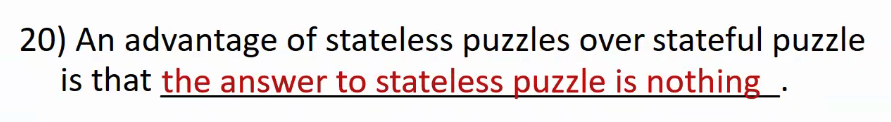 20) An advantage of stateless puzzles over stateful puzzle
is that the answer to stateless puzzle is nothing .